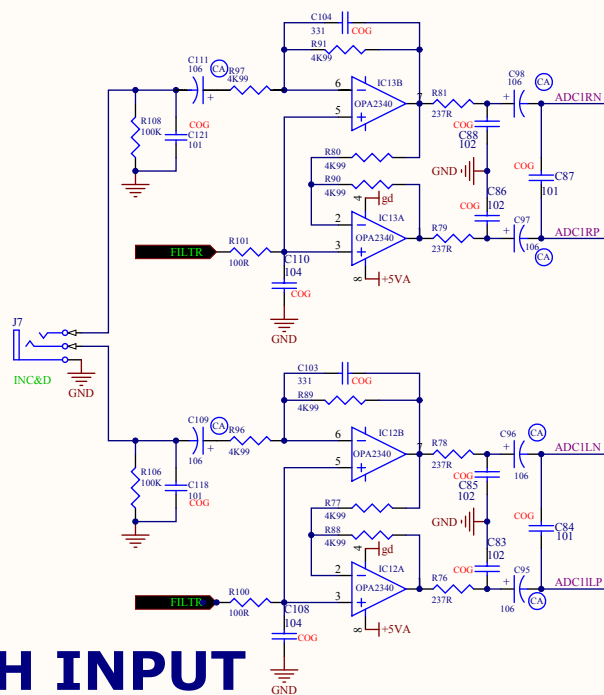 C104
331
COG
R91
4K99
C111
106
CA
R97
4K99
6
IC13B
7
OPA2340
5
R81
237R
C98
106
CA
ADC1RN
R108
100K
COG
C121
101
COG
C88
102
R80
4K99
R90
4K99
GND
COG
C87
101
4
gd
COG
C86
102
2
IC13A
OPA2340
3
FILTR
R101
100R
R79
237R
C97
106
CA
ADC1RP
C110
104
COG
8
+5VA
GND
J7
INC&D
GND
C103
331
COG
R89
4K99
C109
106
CA
R96
4K99
6
IC12B
7
OPA2340
5
R78
237R
C96
106
CA
ADC1LN
R106
100K
C118
101
COG
COG
C85
102
R77
4K99
R88
4K99
GND
COG
C84
101
4
gd
C83
102
COG
2
IC12A
OPA2340
3
FILTR
R100
100R
R76
237R
C95
106
CA
ADC1lLP
C108
104
COG
8
+5VA
GND
H INPUT